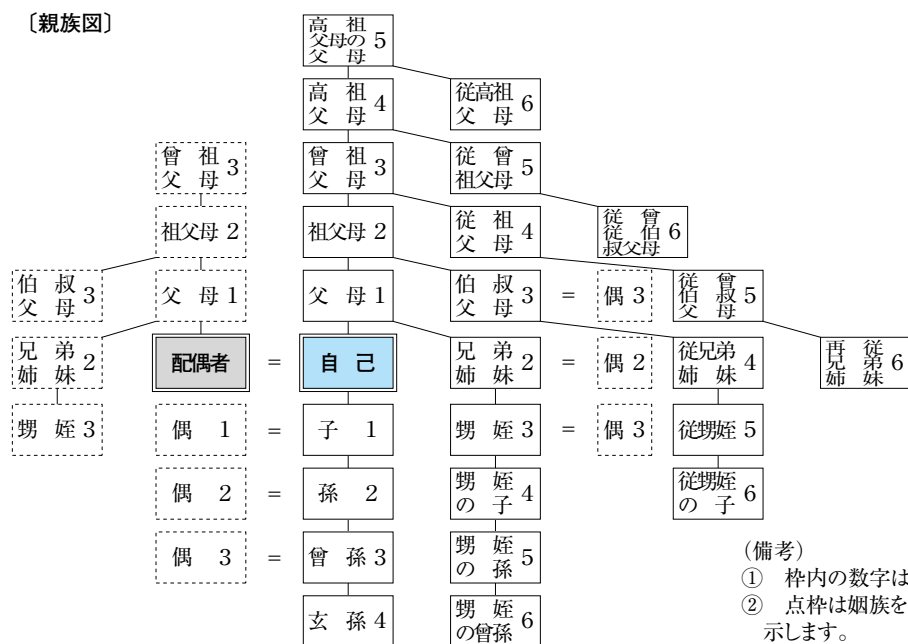 〔親族図〕
高祖父母の父母 5
高祖父母 4
従高祖父母 6
曾祖父母 3
曾祖父母 3
従曾祖父母 5
祖父母 2
祖父母 2
従祖父母 4
従曾従伯叔父母 6
伯叔父母 3
父母 1
父母 1
伯叔父母 3
=
偶 3
従曾伯叔父母 5
兄弟姉妹 2
配偶者
=
自己
兄弟姉妹 2
=
偶 2
従兄弟姉妹 4
再従兄弟姉妹 6
甥姪 3
偶 1
=
子 1
甥姪 3
=
偶 3
従甥姪 5
偶 2
=
孫 2
甥姪の子 4
従甥姪の子 6
偶 3
=
曾孫 3
甥姪の孫 5
玄孫 4
甥姪の曾孫 6
(備考)
① 枠内の数字は
② 点枠は姻族を
示します。